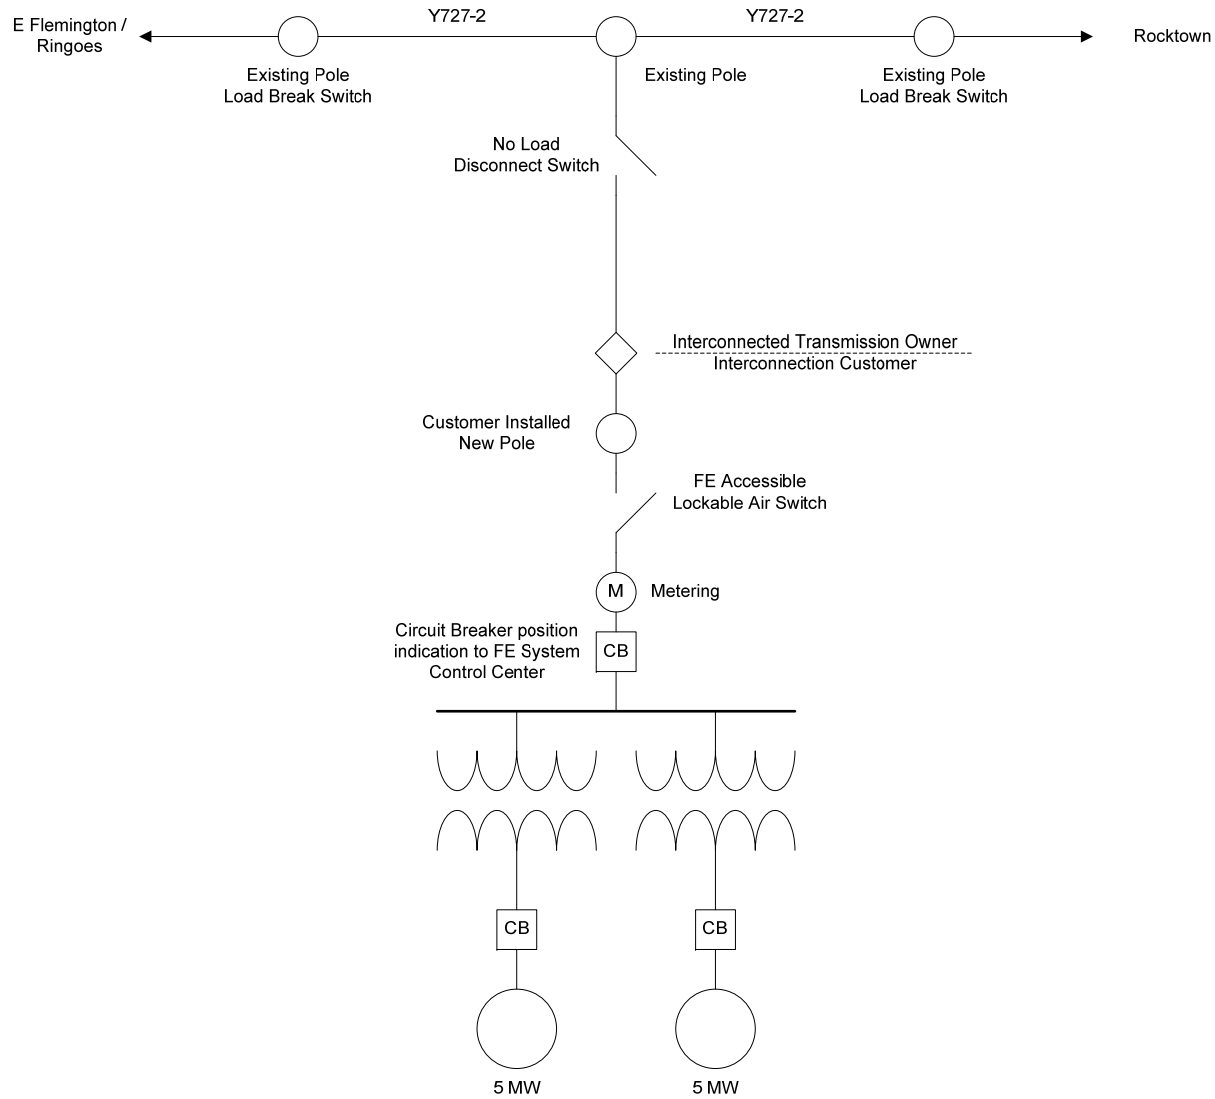 Y727-2
Y727-2
E Flemington /
Ringoes
Rocktown
Existing Pole
Load Break Switch
Existing Pole
Existing Pole
Load Break Switch
No Load
Disconnect Switch
Interconnected Transmission Owner
Interconnection Customer
Customer Installed
New Pole
FE Accessible
Lockable Air Switch
M
Metering
Circuit Breaker position
indication to FE System
Control Center
CB
CB
CB
5 MW
5 MW